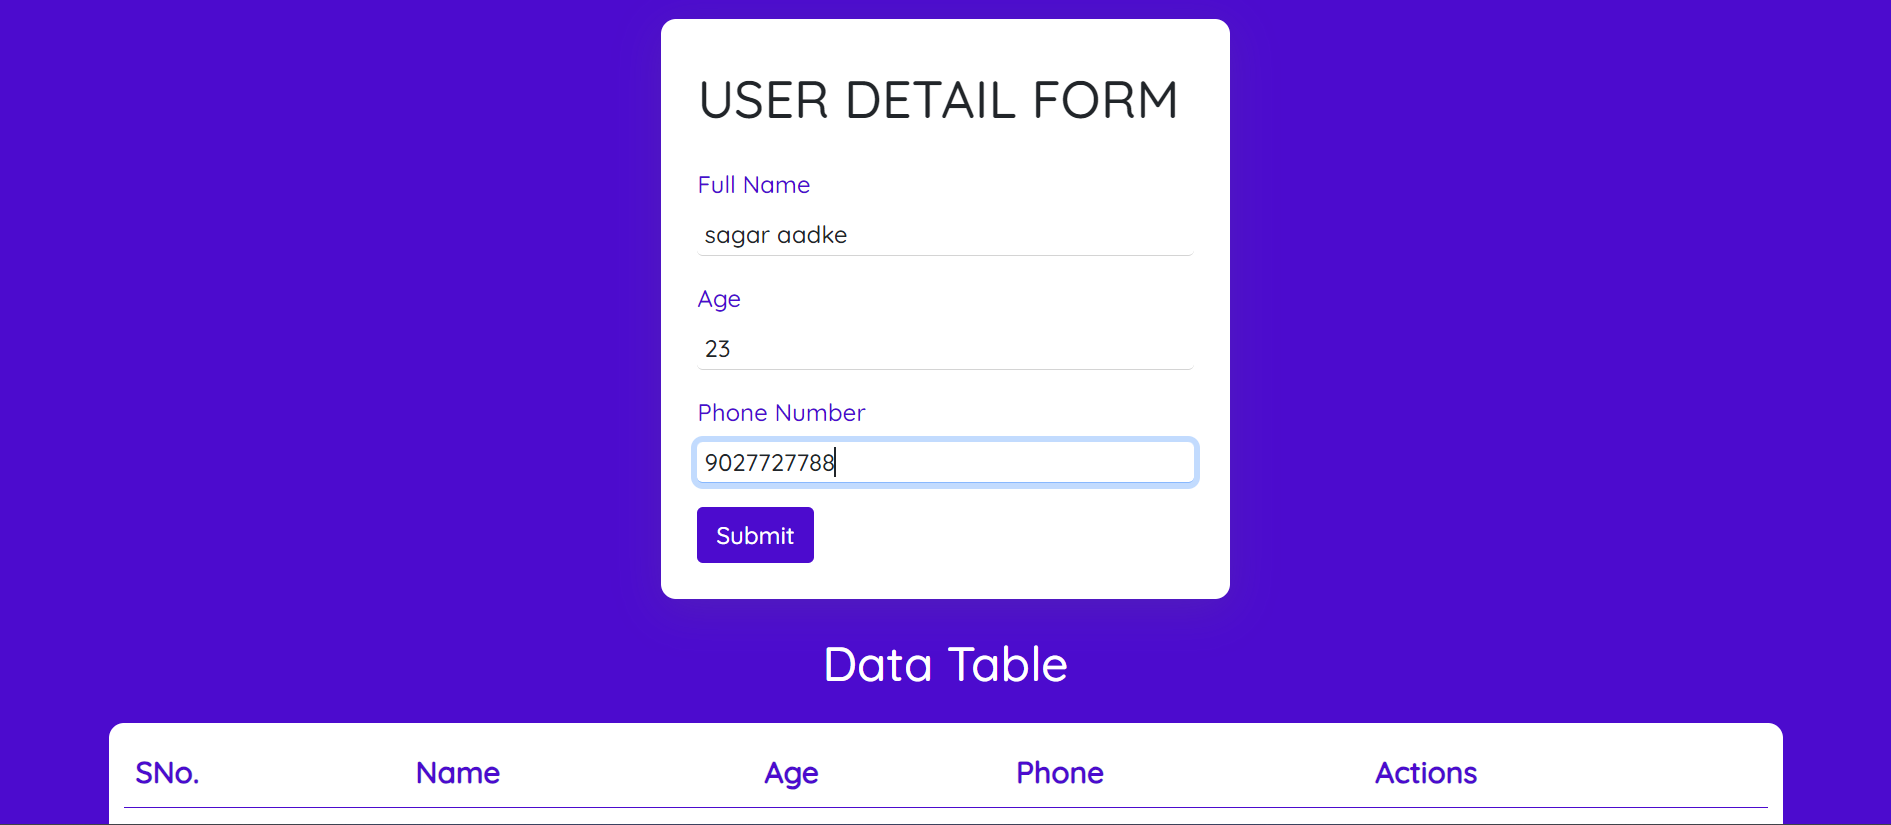 USER DETAIL FORM
Full Name
sagar aadke
Age
23
Phone Number
9027727788
Submit
Data Table
SNo. Name Age Phone Actions